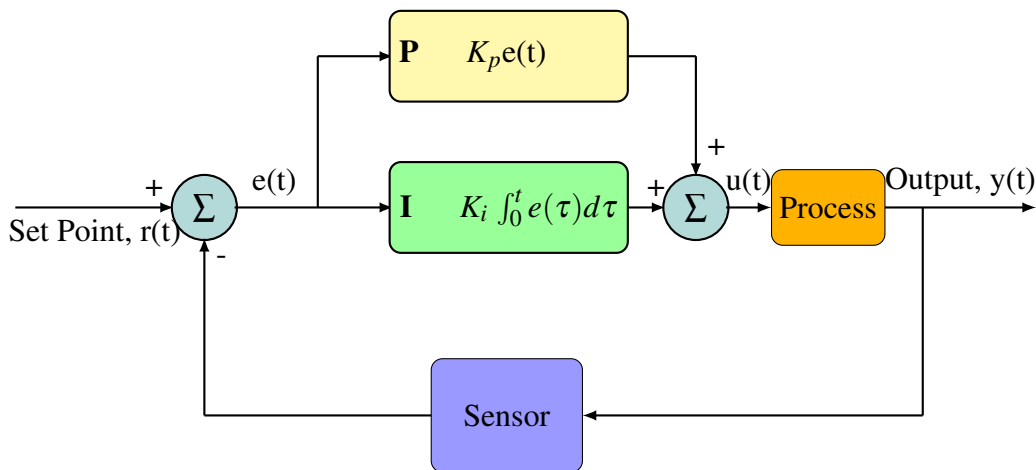 P K_p e(t)
+
+ e(t) I K_i ∫_0^t e(τ)dτ + u(t) Output, y(t)
Σ Σ Process
Set Point, r(t)
-
Sensor